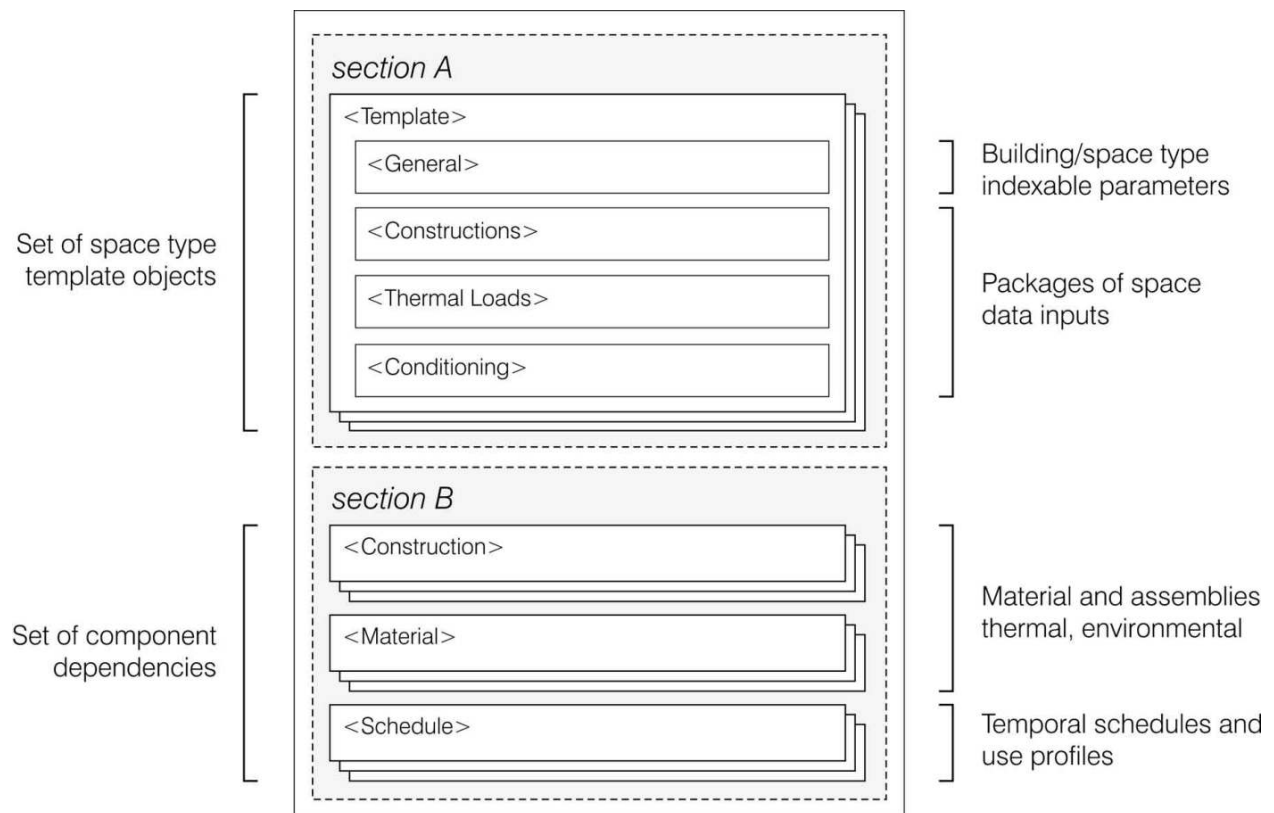 section A
<Template>
<General>
<Constructions>
<Thermal Loads>
<Conditioning>
Set of space type
template objects
Building/space type
indexable parameters
Packages of space
data inputs
section B
<Construction>
<Material>
<Schedule>
Set of component
dependencies
Material and assemblies
thermal, environmental
Temporal schedules and
use profiles